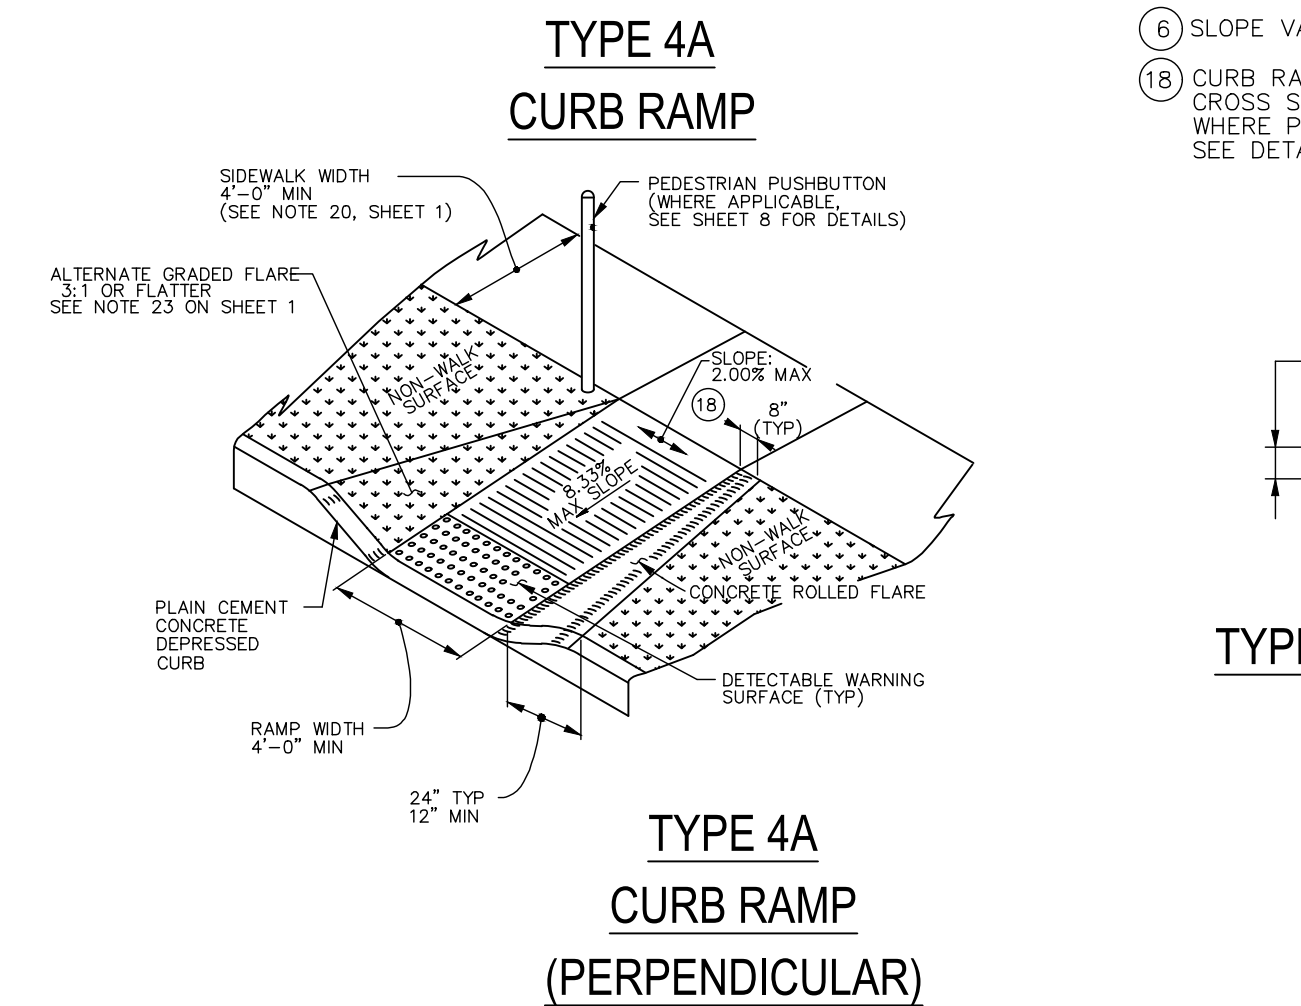 TYPE 4A
CURB RAMP
6 SLOPE
18 CURB
CROSS
WHERE
SEE
SIDEWALK WIDTH
4'-0" MIN
(SEE NOTE 20, SHEET 1)
PEDESTRIAN PUSHBUTTON
(WHERE APPLICABLE,
SEE SHEET 8 FOR DETAILS)
ALTERNATE GRADED FLARE
3:1 OR FLATTER
SEE NOTE 23 ON SHEET 1
NON-WALK
SURFACE
SLOPE:
2.00% MAX
18
8"
(TYP)
8.33%
MAX SLOPE
NON-WALK
SURFACE
CONCRETE ROLLED FLARE
PLAIN CEMENT
CONCRETE
DEPRESSED
CURB
DETECTABLE WARNING
SURFACE (TYP)
RAMP WIDTH
4'-0" MIN
24" TYP
12" MIN
TYPE 4A
CURB RAMP
(PERPENDICULAR)